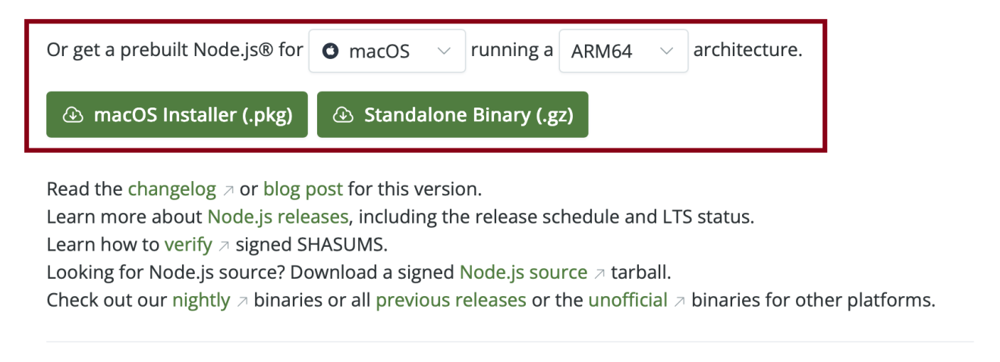 Or get a prebuilt Node.js® for macOS running a ARM64 architecture.
macOS Installer (.pkg) Standalone Binary (.gz)
Read the changelog or blog post for this version.
Learn more about Node.js releases, including the release schedule and LTS status.
Learn how to verify signed SHASUMS.
Looking for Node.js source? Download a signed Node.js source tarball.
Check out our nightly binaries or all previous releases or the unofficial binaries for other platforms.